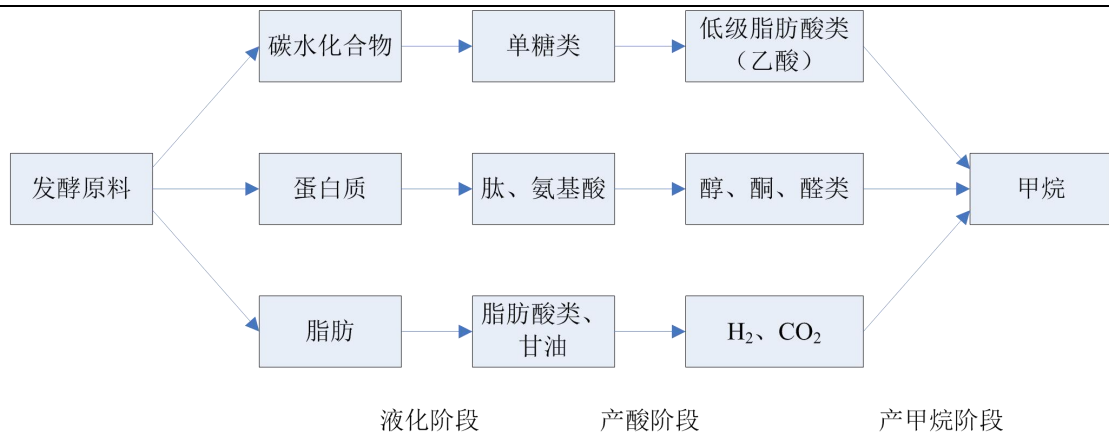 碳水化合物
单糖类
低级脂肪酸类
（乙酸）
发酵原料
蛋白质
肽、氨基酸
醇、酮、醛类
甲烷
脂肪
脂肪酸类、
甘油
H₂、CO₂
液化阶段
产酸阶段
产甲烷阶段